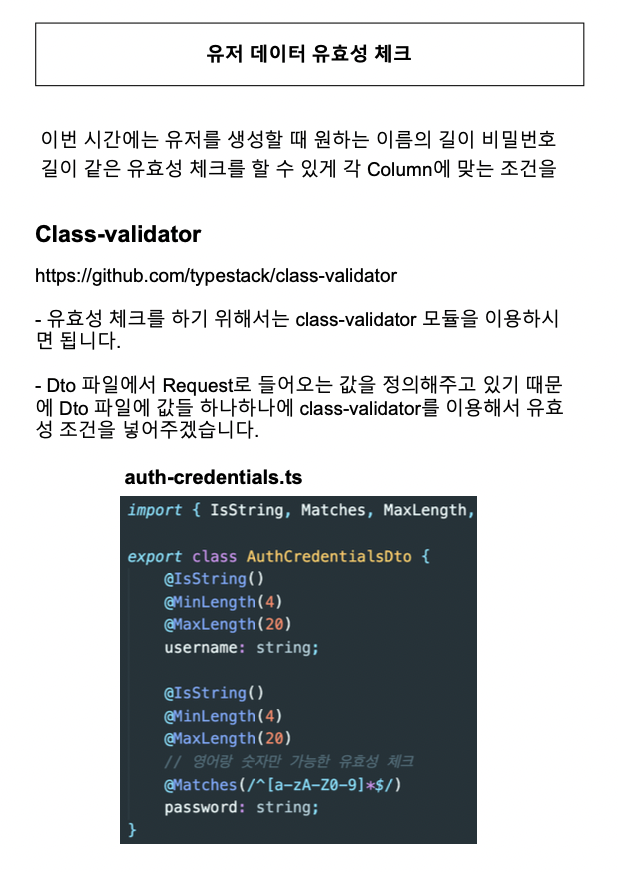 유저 데이터 유효성 체크
이번 시간에는 유저를 생성할 때 원하는 이름의 길이 비밀번호
길이 같은 유효성 체크를 할 수 있게 각 Column에 맞는 조건을
Class-validator
https://github.com/typestack/class-validator
- 유효성 체크를 하기 위해서는 class-validator 모듈을 이용하시
면 됩니다.
- Dto 파일에서 Request로 들어오는 값을 정의해주고 있기 때문
에 Dto 파일에 값들 하나하나에 class-validator를 이용해서 유효
성 조건을 넣어주겠습니다.
auth-credentials.ts
import { IsString, Matches, MaxLength,
export class AuthCredentialsDto {
@IsString()
@MinLength(4)
@MaxLength(20)
username: string;
@IsString()
@MinLength(4)
@MaxLength(20)
// 영어랑 숫자만 가능한 유효성 체크
@Matches(/^[a-zA-Z0-9]*$/)
password: string;
}